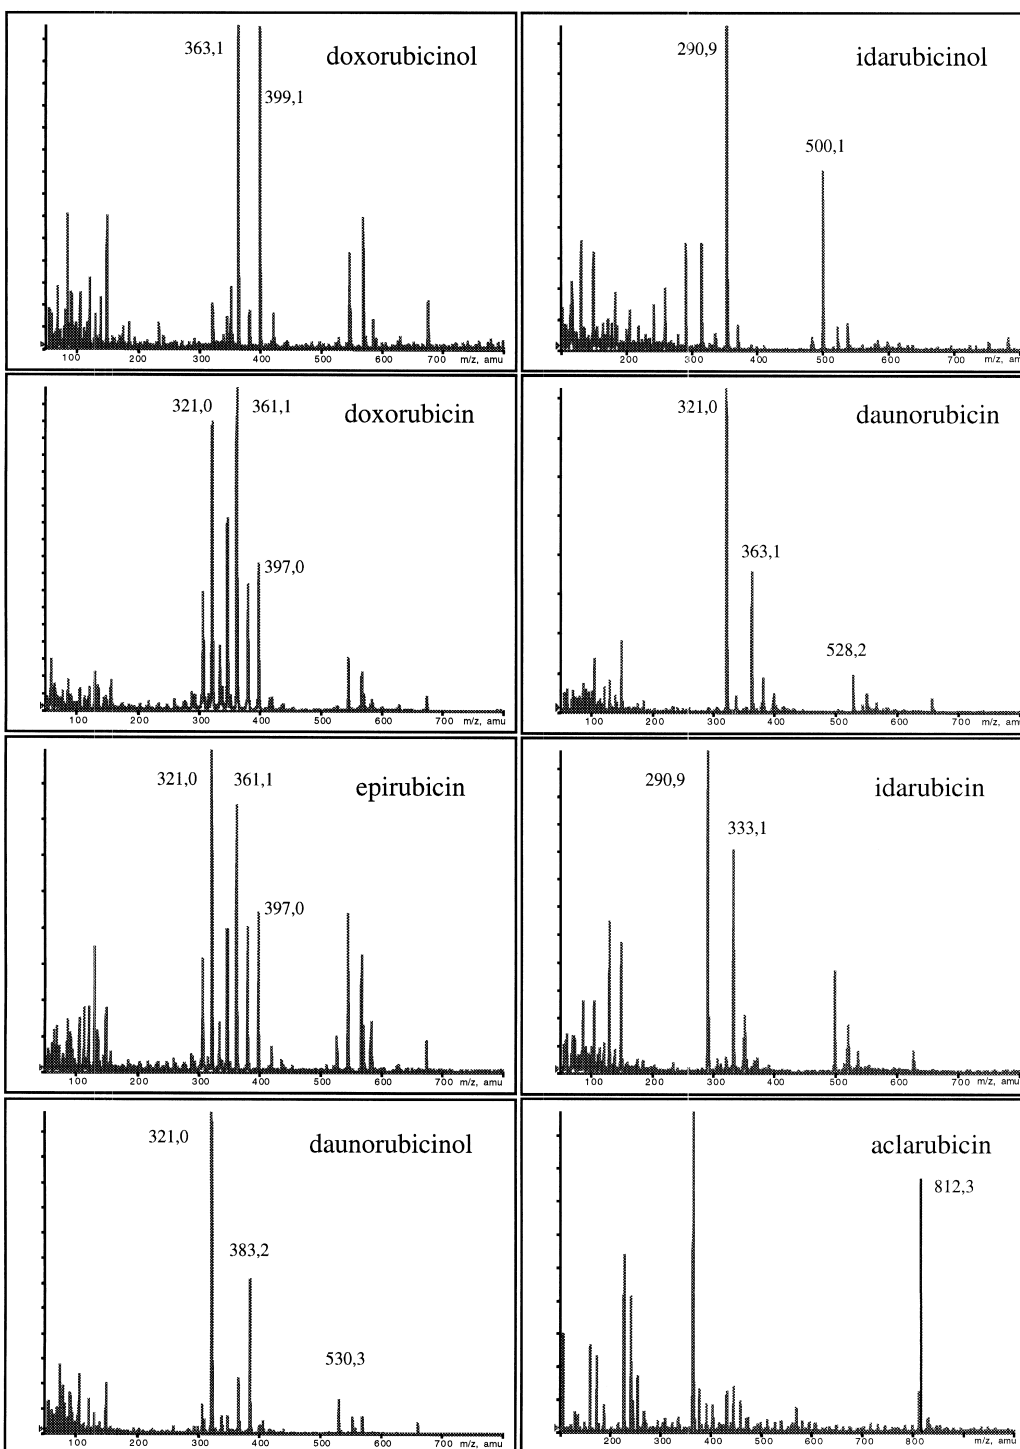 363,1
doxorubicinol
399,1
100 200 300 400 500 600 700 m/z, amu
290,9
idarubicinol
500,1
200 300 400 500 600 700 m/z, am
321,0 361,1 doxorubicin
397,0
100 200 300 400 500 600 700 m/z, amu
321,0 daunorubicin
363,1
528,2
100 200 300 400 500 600 700 m/z, amu
321,0 361,1 epirubicin
397,0
100 200 300 400 500 600 700 m/z, amu
290,9 idarubicin
333,1
100 200 300 400 500 600 700 m/z, amu
321,0 daunorubicinol
383,2
530,3
100 200 300 400 500 600 700 m/z, amu
aclarubicin
812,3
100 200 300 400 500 600 700 800 m/z, amu